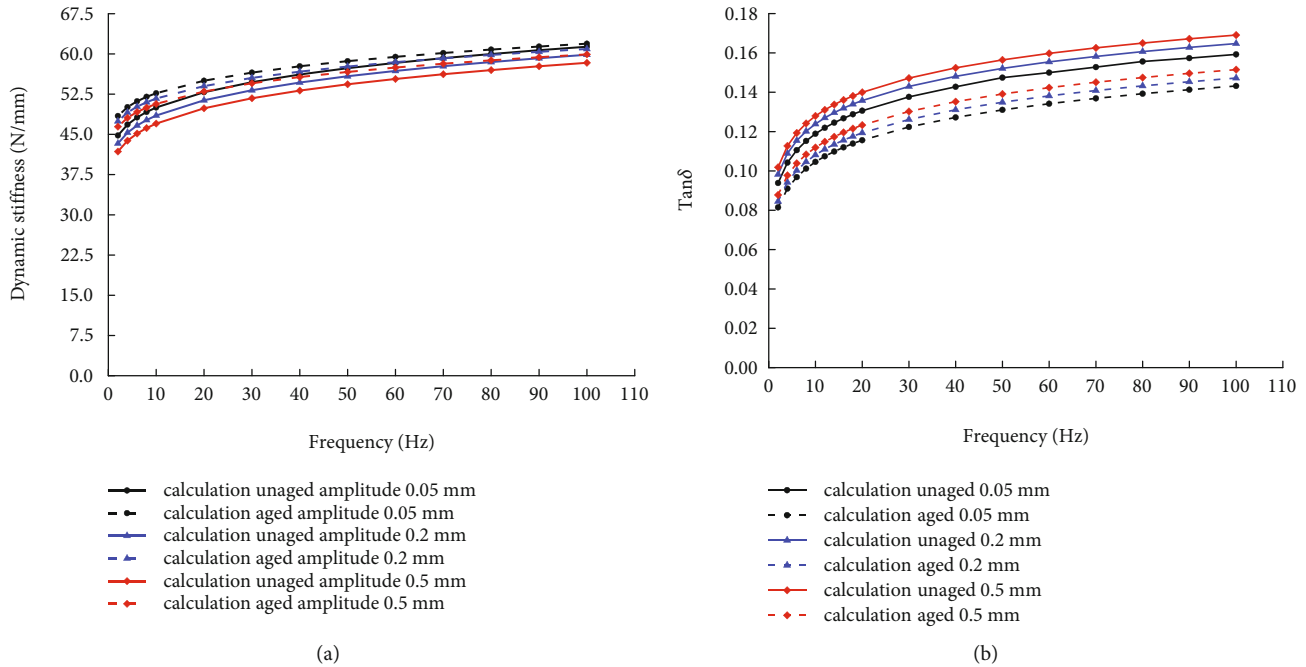 67.5
60.0
52.5
45.0
37.5
30.0
22.5
15.0
7.5
0.0
Dynamic stiffness (N/mm)
0 10 20 30 40 50 60 70 80 90 100 110
Frequency (Hz)
calculation unaged amplitude 0.05 mm
calculation aged amplitude 0.05 mm
calculation unaged amplitude 0.2 mm
calculation aged amplitude 0.2 mm
calculation unaged amplitude 0.5 mm
calculation aged amplitude 0.5 mm
(a)
0.18
0.16
0.14
0.12
0.10
0.08
0.06
0.04
0.02
0.00
Tanδ
0 10 20 30 40 50 60 70 80 90 100 110
Frequency (Hz)
calculation unaged 0.05 mm
calculation aged 0.05 mm
calculation unaged 0.2 mm
calculation aged 0.2 mm
calculation unaged 0.5 mm
calculation aged 0.5 mm
(b)